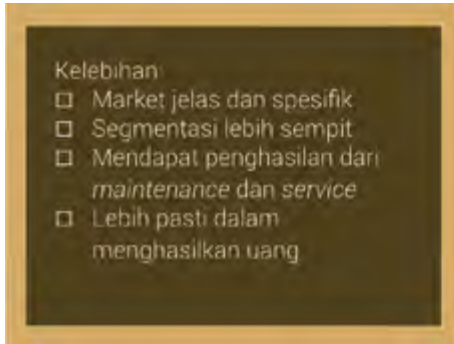 Kelebihan
□ Market jelas dan spesifik
□ Segmentasi lebih sempit
□ Mendapat penghasilan dari
maintenance dan service
□ Lebih pasti dalam
menghasilkan uang